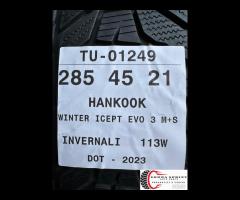 TU-01249
285 45 21
HANKOOK
WINTER ICEPT EVO 3 M+S
INVERNALI 113W
DOT - 2023